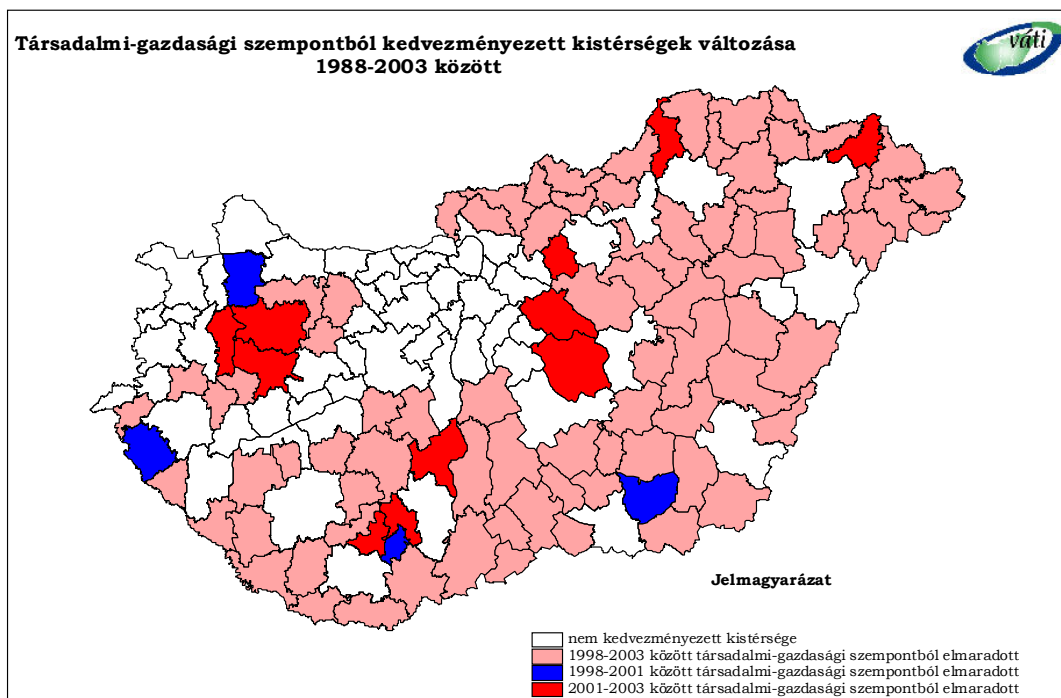 Társadalmi-gazdasági szempontból kedvezményezett kistérségek változása
1988-2003 között
váti
Jelmagyarázat
nem kedvezményezett kistérsége
1998-2003 között társadalmi-gazdasági szempontból elmaradott
1998-2001 között társadalmi-gazdasági szempontból elmaradott
2001-2003 között társadalmi-gazdasági szempontból elmaradott